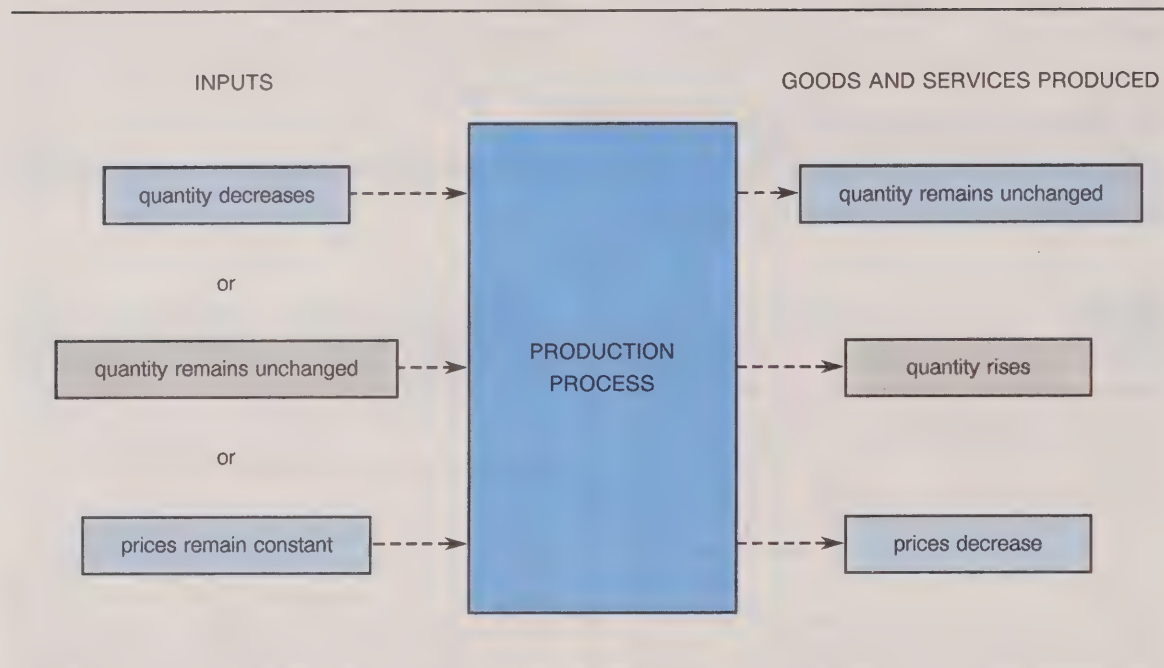 INPUTS
GOODS AND SERVICES PRODUCED
quantity decreases
quantity remains unchanged
or
quantity remains unchanged
PRODUCTION
PROCESS
quantity rises
or
prices remain constant
prices decrease